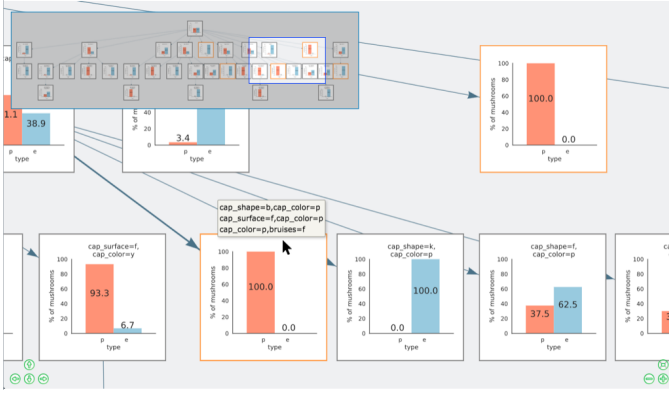 1.1
38.9
% of mushrooms
40
20
0
3.4
p e
type
% of mushrooms
100
80
60
40
20
0
100.0
0.0
p e
type
cap_shape=b,cap_color=p
cap_surface=f,cap_color=p
cap_color=p,bruises=f
cap_surface=f,
cap_color=y
% of mushrooms
100
80
60
40
20
0
93.3
6.7
p e
type
% of mushrooms
100
80
60
40
20
0
100.0
0.0
p e
type
cap_shape=k,
cap_color=p
% of mushrooms
100
80
60
40
20
0
0.0
100.0
p e
type
cap_shape=f,
cap_color=p
% of mushrooms
100
80
60
40
20
0
37.5
62.5
p e
type
% of mushrooms
100
80
60
40
20
0